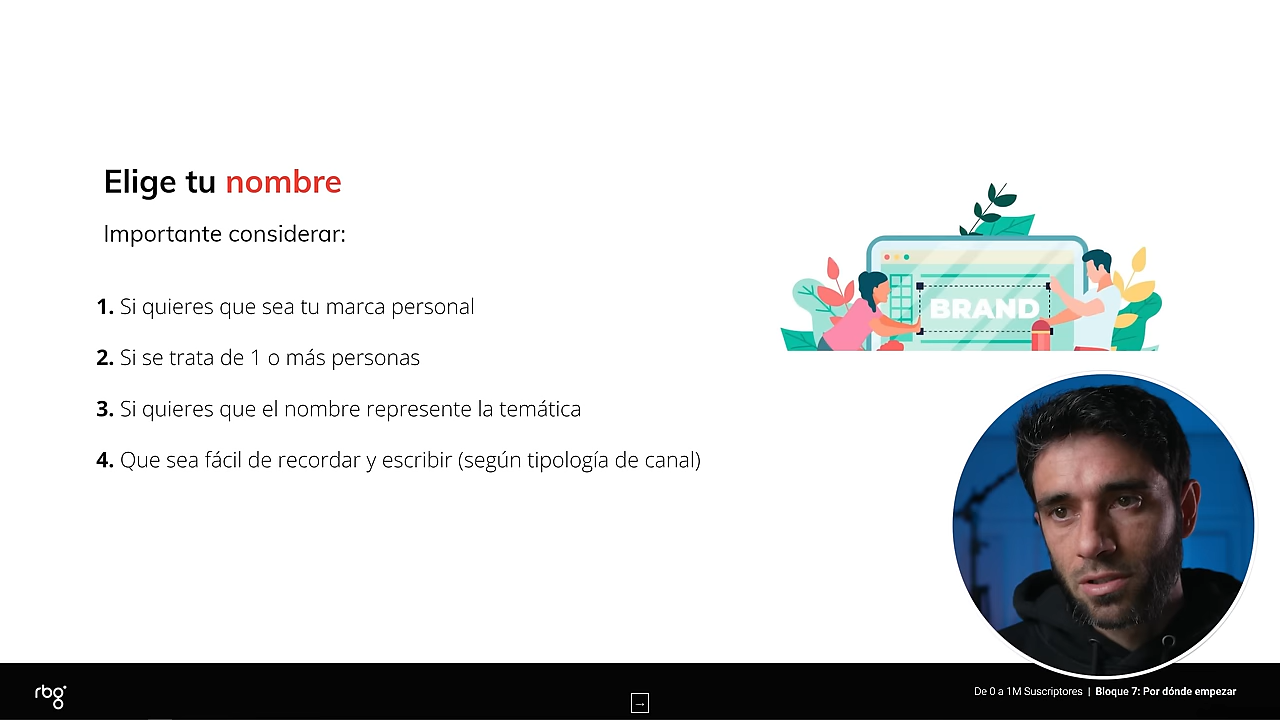 Elige tu nombre
Importante considerar:
1. Si quieres que sea tu marca personal
2. Si se trata de 1 o más personas
3. Si quieres que el nombre represente la temática
4. Que sea fácil de recordar y escribir (según tipología de canal)
BRAND
rbg
De 0 a 1M Suscriptores | Bloque 7: Por dónde empezar